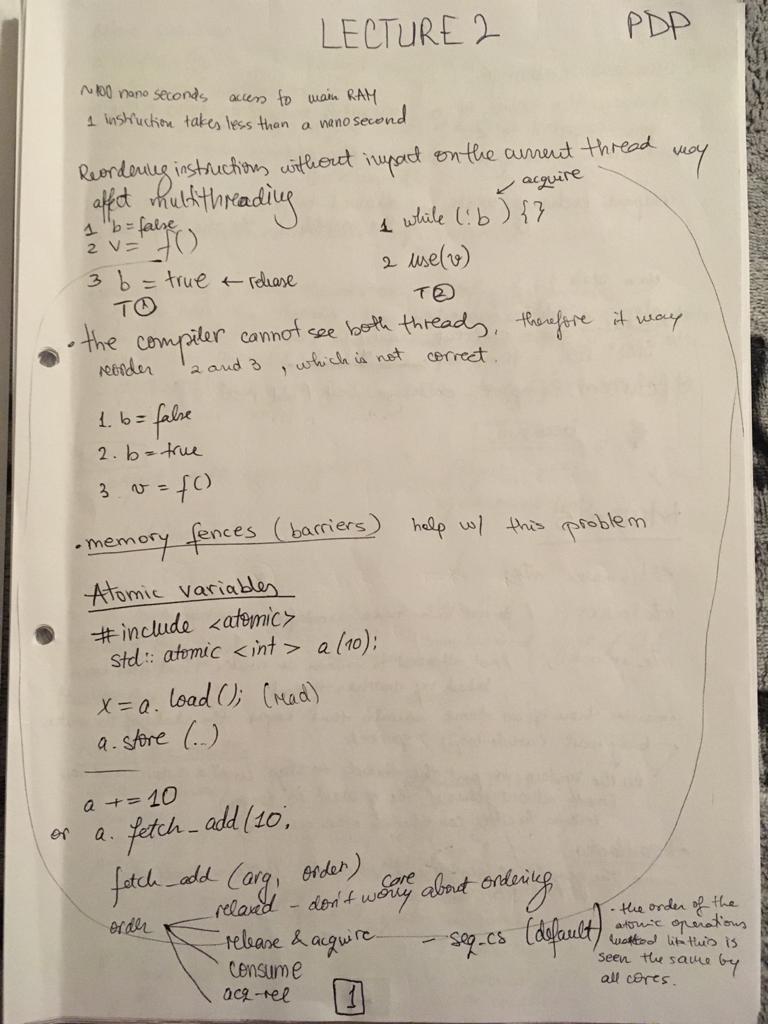 LECTURE 2 PDP
~100 nano seconds access to main RAM
1 instruction takes less than a nanosecond
Reordering instructions without impact on the current thread may
affect multithreading
1 b=false
2 v= f()
3 b = true ← release
T①
acquire
1 while (!b) {}
2 use(v)
T②
• the compiler cannot see both threads, therefore it may
reorder 2 and 3, which is not correct.
1. b = false
2. b = true
3 v = f()
• memory fences (barriers) help w/ this problem
Atomic variables
#include <atomic>
std:: atomic <int> a(10);
x = a. load(); (read)
a. store (..)
a += 10
or a. fetch_add(10;
fetch_add (arg, order)
order relaxed - don't care about ordering
release & acquire - seq-cs (default)
consume
acq-rel
• the order of the
atomic operations
like this is
seen the same by
all cores.
1